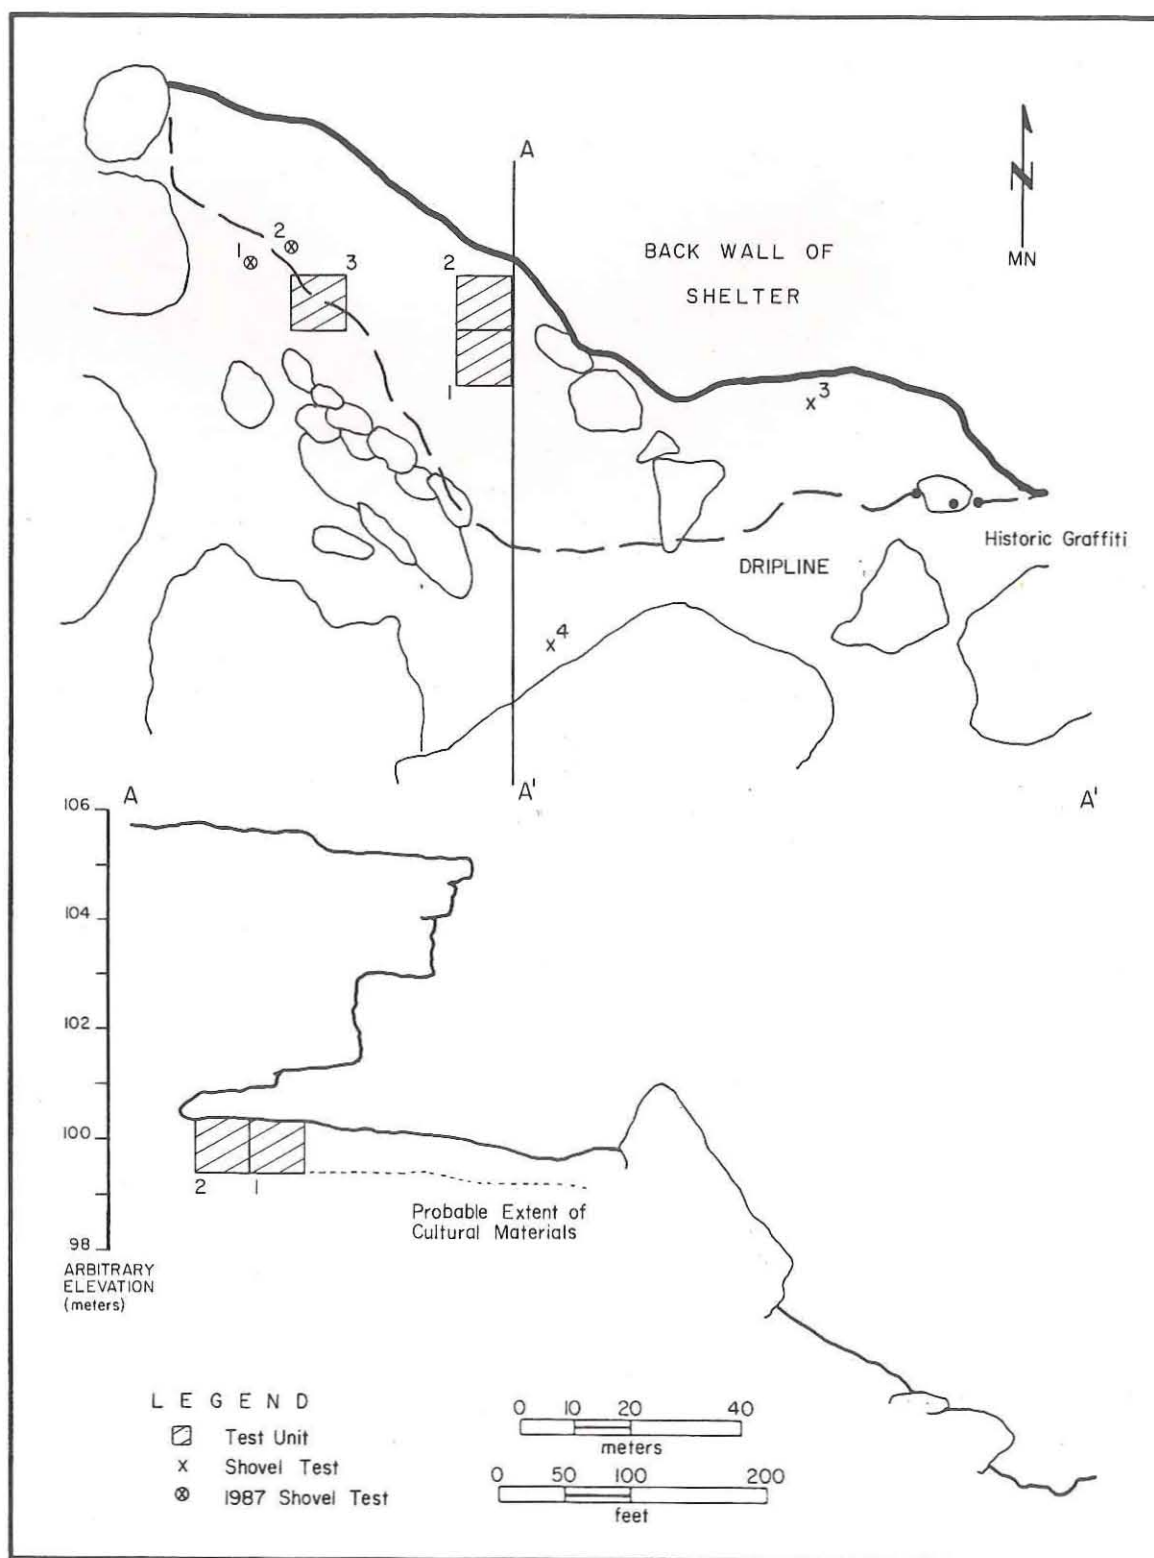 A
N
MN
BACK WALL OF
SHELTER
2
1
3
2
1
x3
Historic Graffiti
DRIPLINE
x4
A'
A
A'
106
104
102
100
98
ARBITRARY
ELEVATION
(meters)
2 1
Probable Extent of
Cultural Materials
LEGEND
Test Unit
x Shovel Test
⊗ 1987 Shovel Test
0 10 20 40
meters
0 50 100 200
feet